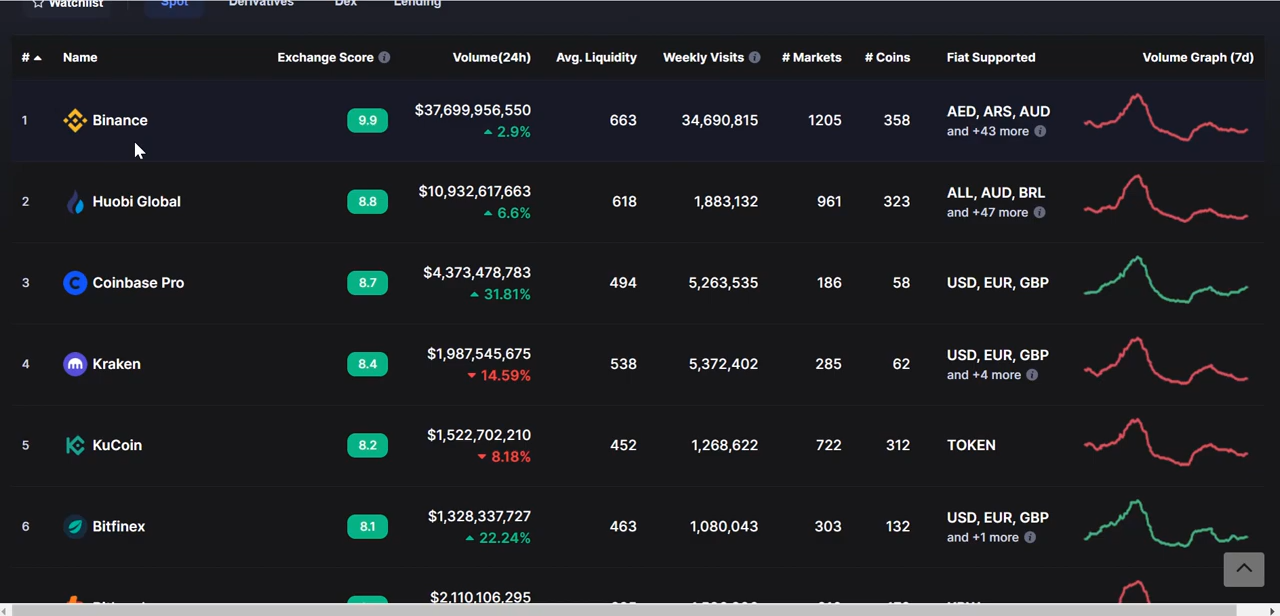 Watchlist Spot Derivatives Dex Lending
# Name Exchange Score Volume(24h) Avg. Liquidity Weekly Visits # Markets # Coins Fiat Supported Volume Graph (7d)
1 Binance 9.9 $37,699,956,550 663 34,690,815 1205 358 AED, ARS, AUD
2.9% and +43 more
2 Huobi Global 8.8 $10,932,617,663 618 1,883,132 961 323 ALL, AUD, BRL
6.6% and +47 more
3 Coinbase Pro 8.7 $4,373,478,783 494 5,263,535 186 58 USD, EUR, GBP
31.81%
4 Kraken 8.4 $1,987,545,675 538 5,372,402 285 62 USD, EUR, GBP
14.59% and +4 more
5 KuCoin 8.2 $1,522,702,210 452 1,268,622 722 312 TOKEN
8.18%
6 Bitfinex 8.1 $1,328,337,727 463 1,080,043 303 132 USD, EUR, GBP
22.24% and +1 more
$2,110,106,295